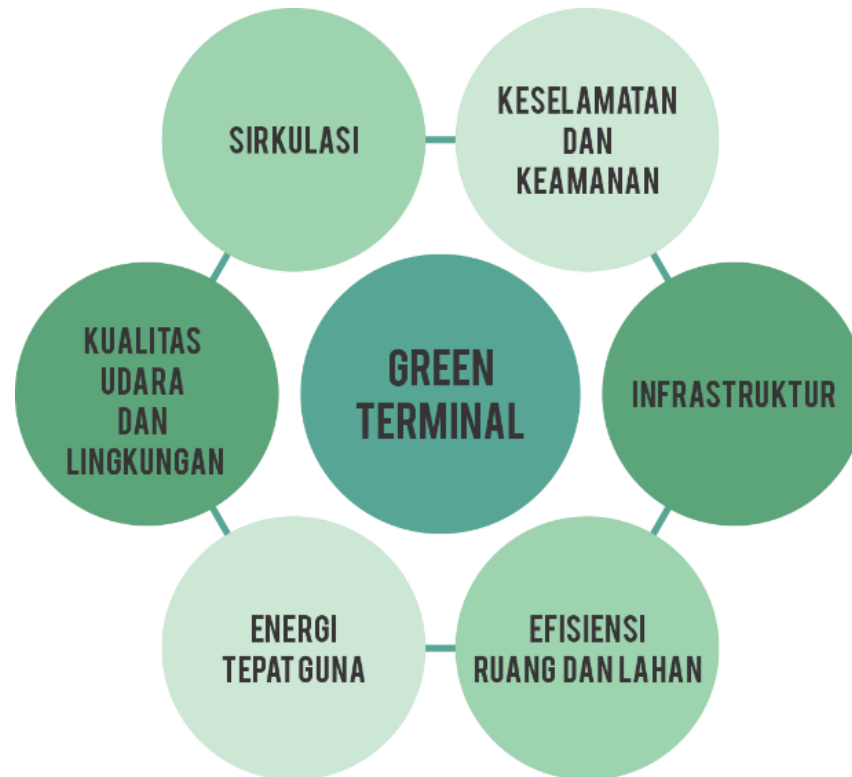 SIRKULASI
KESELAMATAN
DAN
KEAMANAN
KUALITAS
UDARA
DAN
LINGKUNGAN
GREEN
TERMINAL
INFRASTRUKTUR
ENERGI
TEPAT GUNA
EFISIENSI
RUANG DAN LAHAN